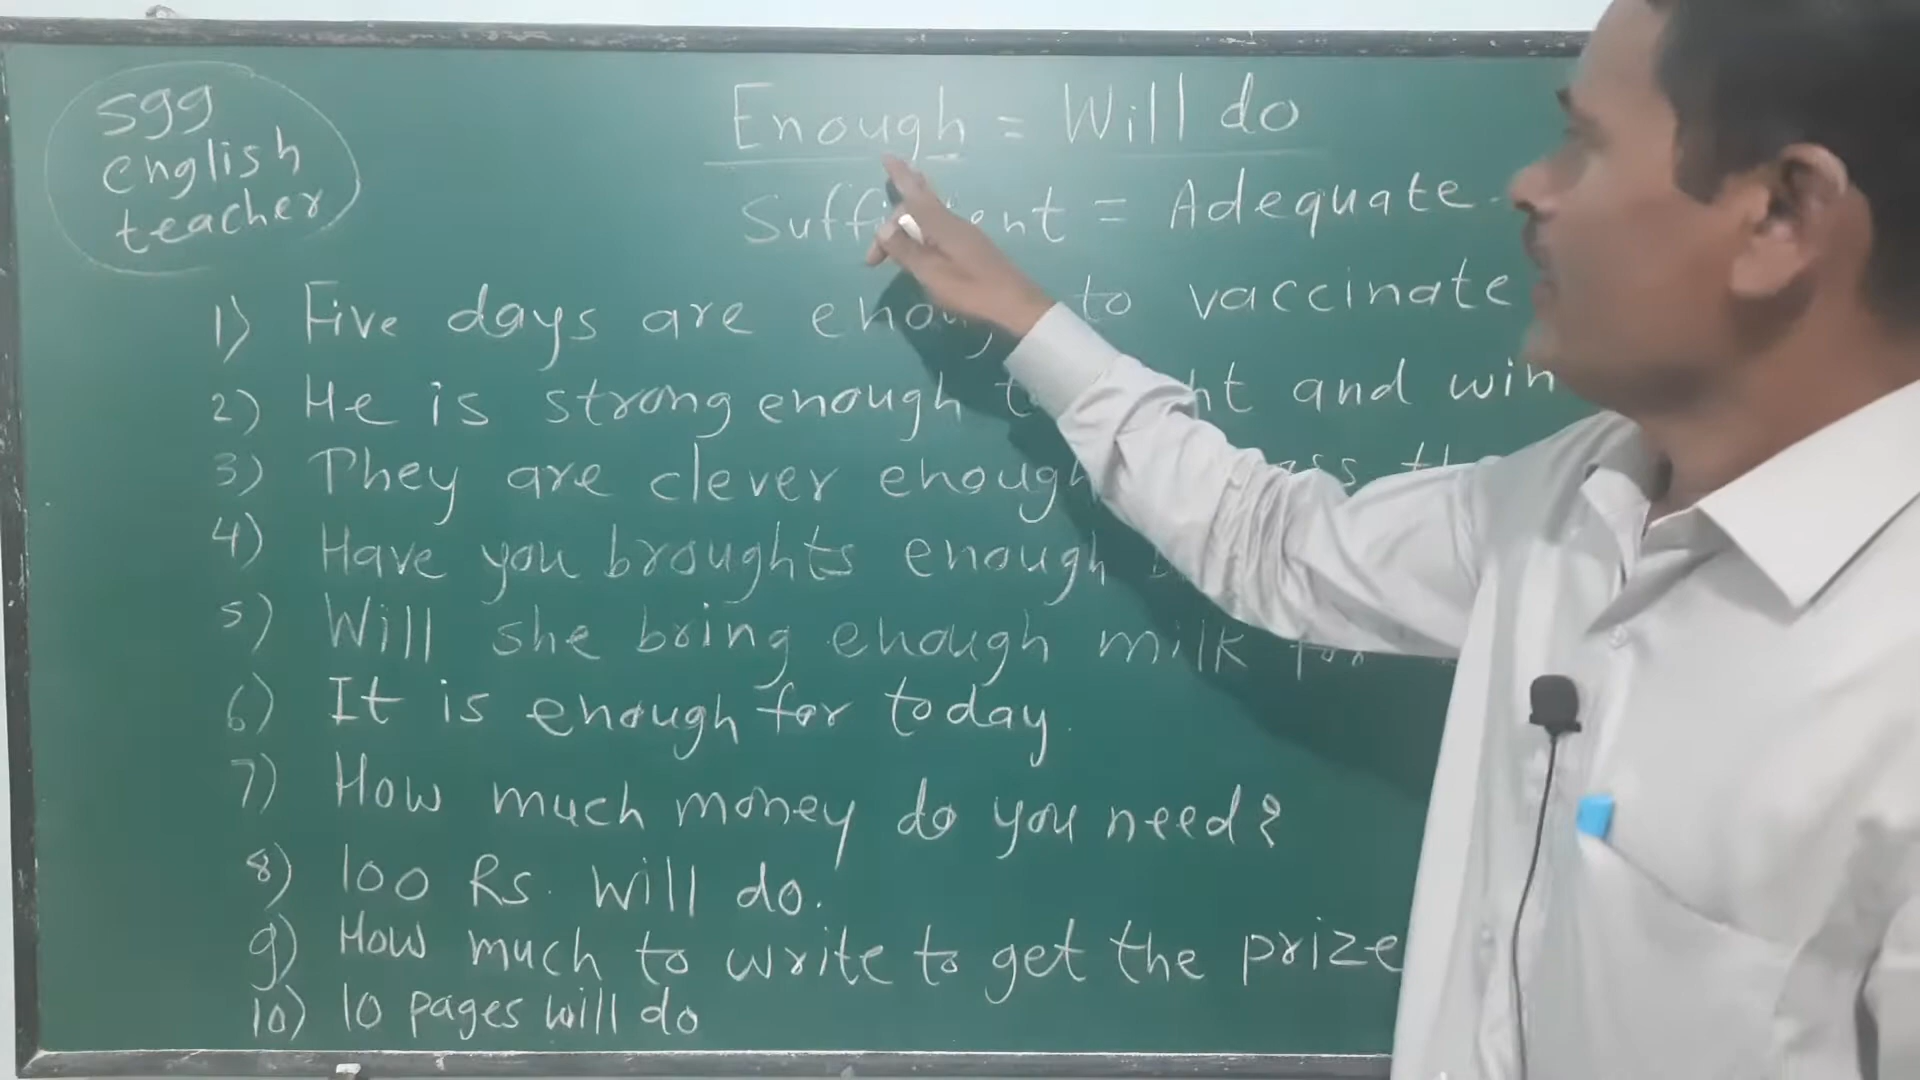 sgg
english
teacher
Enough = Will do
= Adequate
1) Five days are to vaccinate
2) He is strong enough and win
3) They are clever enough
4) Have you broughts enough
5) Will she bring enough milk for
6) It is enough for today.
7) How much money do you need?
8) 100 Rs. Will do.
9) How much to write to get the prize
10) 10 pages will do